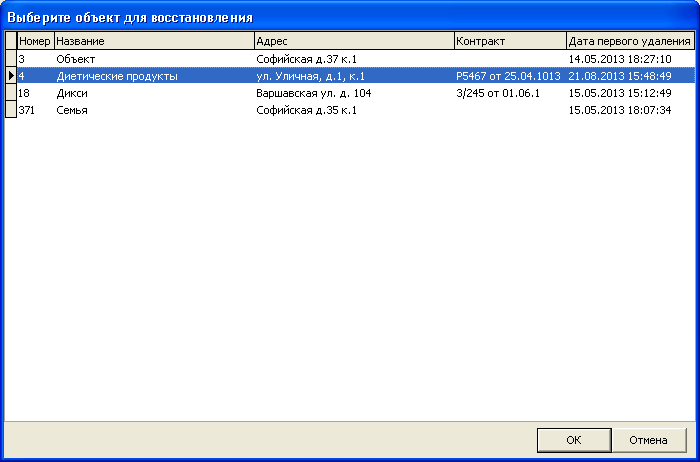 Выберите объект для восстановления
Номер Название Адрес Контракт Дата первого удаления
3 Объект Софийская д.37 к.1 14.05.2013 18:27:10
4 Диетические продукты ул. Уличная, д.1, к.1 Р5467 от 25.04.1013 21.08.2013 15:48:49
18 Дикси Варшавская ул. д. 104 3/245 от 01.06.1 15.05.2013 15:12:49
371 Семья Софийская д.35 к.1 15.05.2013 18:07:34
ОК Отмена